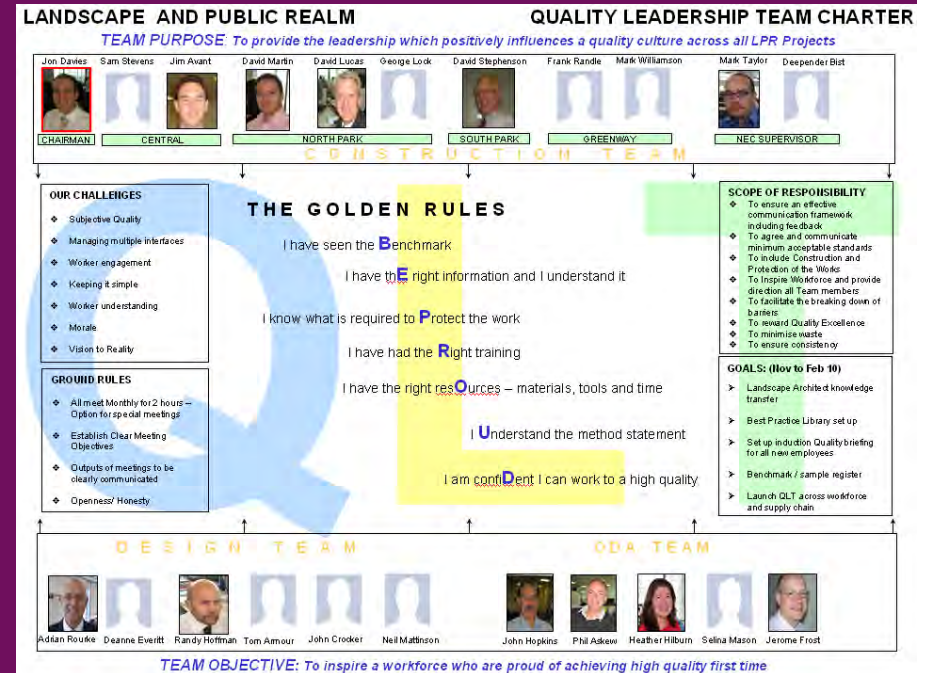 LANDSCAPE AND PUBLIC REALM
QUALITY LEADERSHIP TEAM CHARTER
TEAM PURPOSE: To provide the leadership which positively influences a quality culture across all LPR Projects
Jon Davies Sam Stevens Jim Avant David Martin David Lucas George Lock David Stephenson Frank Randle Mark Williamson Mark Taylor Deepender Bist
CHAIRMAN CENTRAL NORTH PARK SOUTH PARK GREENWAY NEC SUPERVISOR
CONSTRUCTION TEAM
OUR CHALLENGES
❖ Subjective Quality
❖ Managing multiple interfaces
❖ Worker engagement
❖ Keeping it simple
❖ Worker understanding
❖ Morale
❖ Vision to Reality
GROUND RULES
❖ All meet Monthly for 2 hours –
Option for special meetings
❖ Establish Clear Meeting
Objectives
❖ Outputs of meetings to be
clearly communicated
❖ Openness/ Honesty
QLT
THE GOLDEN RULES
I have seen the Benchmark
I have thE right information and I understand it
I know what is required to Protect the work
I have had the Right training
I have the right resOurces – materials, tools and time
I Understand the method statement
I am confiDent I can work to a high quality
SCOPE OF RESPONSIBILITY
❖ To ensure an effective
communication framework
including feedback
❖ To agree and communicate
minimum acceptable standards
❖ To include Construction and
Protection of the Works
❖ To Inspire Workforce and provide
direction all Team members
❖ To facilitate the breaking down of
barriers
❖ To reward Quality Excellence
❖ To minimise waste
❖ To ensure consistency
GOALS: (Nov to Feb 10)
➢ Landscape Architect knowledge
transfer
➢ Best Practice Library set up
➢ Set up induction Quality briefing
for all new employees
➢ Benchmark / sample register
➢ Launch QLT across workforce
and supply chain
DESIGN TEAM
ODA TEAM
Adrian Rourke Deanne Everitt Randy Hoffman Tom Armour John Crocker Neil Mattinson John Hopkins Phil Askew Heather Hilburn Selina Mason Jerome Frost
TEAM OBJECTIVE: To inspire a workforce who are proud of achieving high quality first time